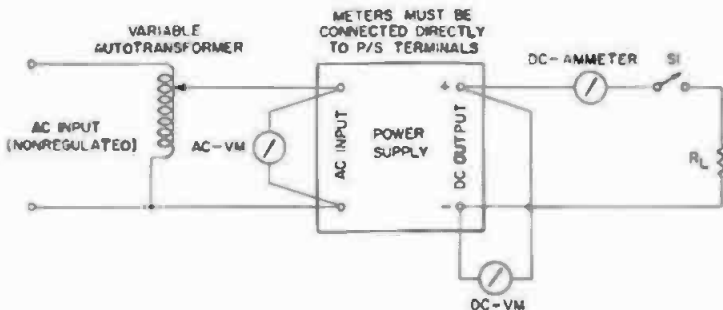 METERS MUST BE
CONNECTED DIRECTLY
TO P/S TERMINALS
VARIABLE
AUTOTRANSFORMER
DC-AMMETER
S1
AC INPUT
(NONREGULATED)
AC-VM
AC INPUT
POWER
SUPPLY
DC OUTPUT
+
-
RL
DC-VM